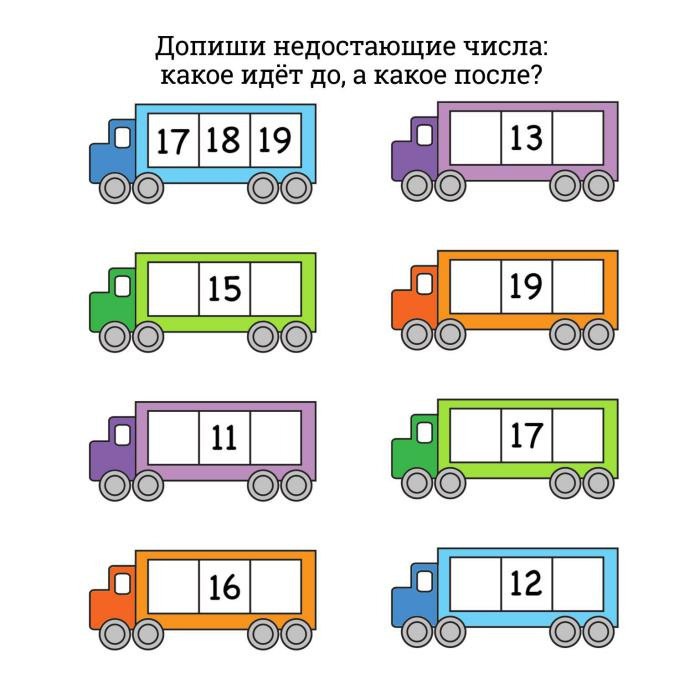 Допиши недостающие числа:
какое идёт до, а какое после?
17 18 19
13
15
19
11
17
16
12